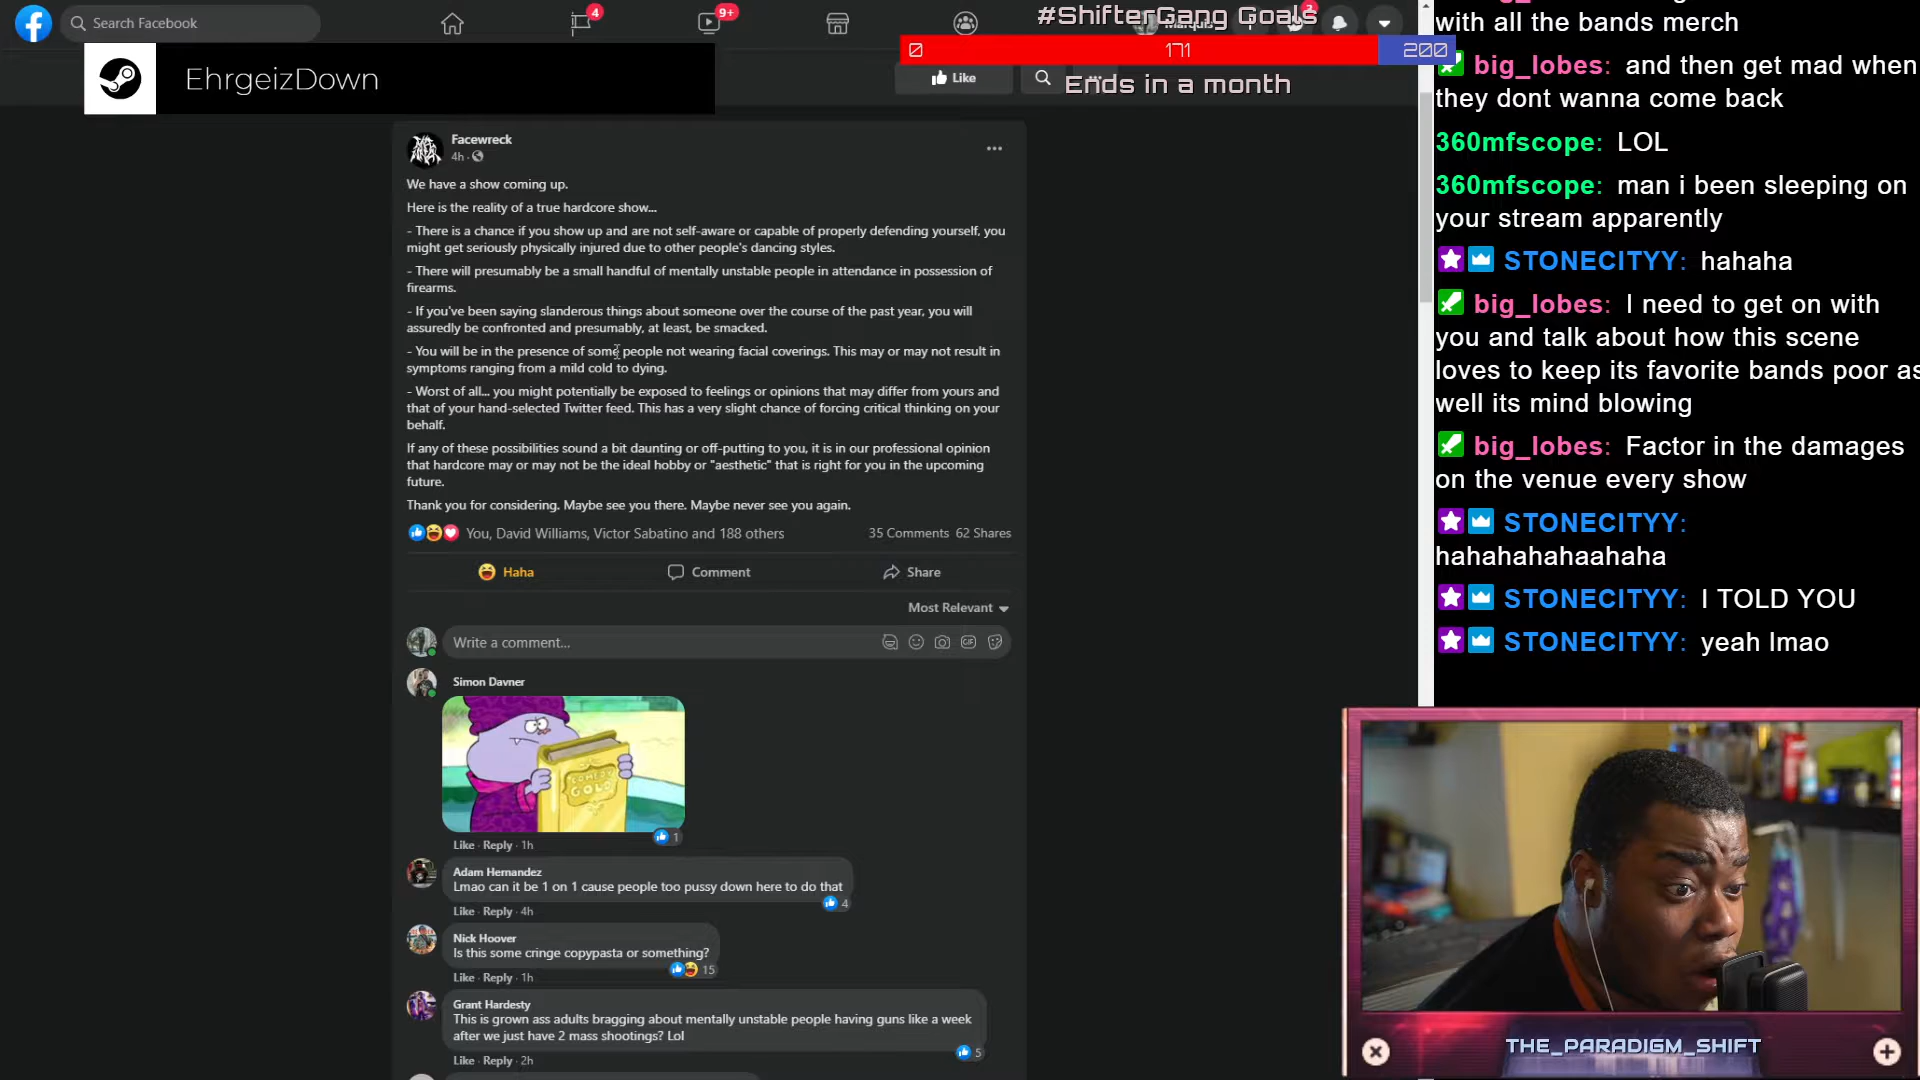 Search Facebook
4
9+
#ShifterGang Goals
0
171
200
Ends in a month
EhrgeizDown
Like
Facewreck
4h
We have a show coming up.
Here is the reality of a true hardcore show...
- There is a chance if you show up and are not self-aware or capable of properly defending yourself, you
might get seriously physically injured due to other people's dancing styles.
- There will presumably be a small handful of mentally unstable people in attendance in possession of
firearms.
- If you've been saying slanderous things about someone over the course of the past year, you will
assuredly be confronted and presumably, at least, be smacked.
- You will be in the presence of some people not wearing facial coverings. This may or may not result in
symptoms ranging from a mild cold to dying.
- Worst of all... you might potentially be exposed to feelings or opinions that may differ from yours and
that of your hand-selected Twitter feed. This has a very slight chance of forcing critical thinking on your
behalf.
If any of these possibilities sound a bit daunting or off-putting to you, it is in our professional opinion
that hardcore may or may not be the ideal hobby or "aesthetic" that is right for you in the upcoming
future.
Thank you for considering. Maybe see you there. Maybe never see you again.
You, David Williams, Victor Sabatino and 188 others
35 Comments 62 Shares
Haha
Comment
Share
Most Relevant
Write a comment...
GIF
Simon Davner
COMEDY
GOLD
1
Like · Reply · 1h
Adam Hernandez
Lmao can it be 1 on 1 cause people too pussy down here to do that
4
Like · Reply · 4h
Nick Hoover
Is this some cringe copypasta or something?
15
Like · Reply · 1h
Grant Hardesty
This is grown ass adults bragging about mentally unstable people having guns like a week
after we just have 2 mass shootings? Lol
5
Like · Reply · 2h
with all the bands merch
big_lobes: and then get mad when
they dont wanna come back
360mfscope: LOL
360mfscope: man i been sleeping on
your stream apparently
STONECITYY: hahaha
big_lobes: I need to get on with
you and talk about how this scene
loves to keep its favorite bands poor as
well its mind blowing
big_lobes: Factor in the damages
on the venue every show
STONECITYY:
hahahahahaahaha
STONECITYY: I TOLD YOU
STONECITYY: yeah lmao
THE_PARADIGM_SHIFT